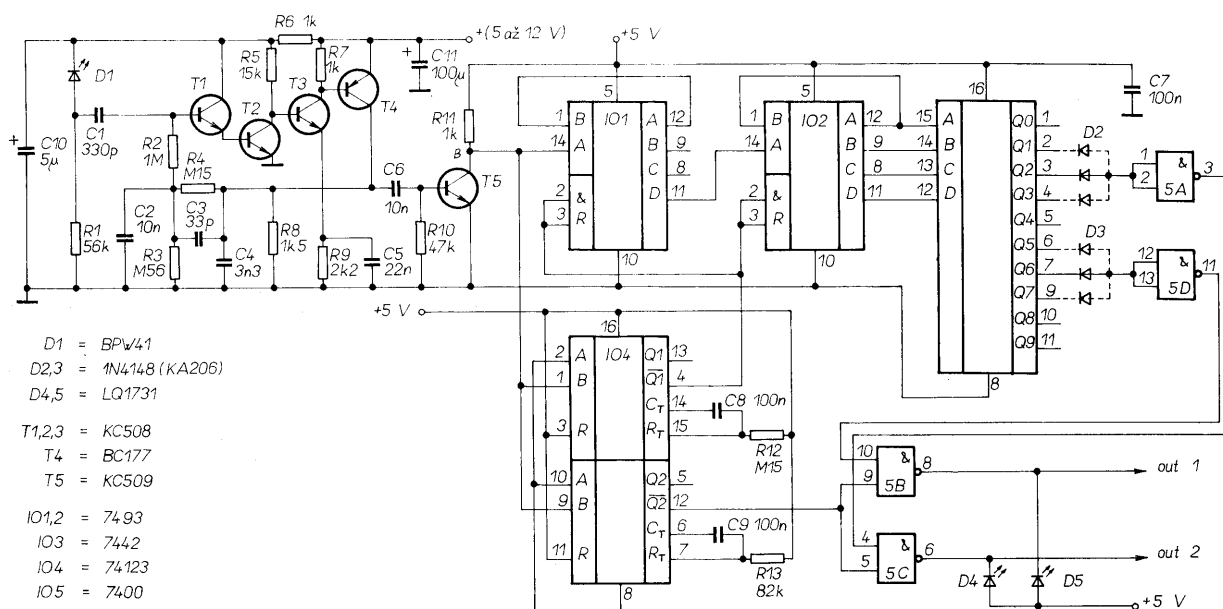 R6 1k
+(5 až 12 V)
R5
15k
R7
1k
+
C11
100μ
D1
T1
T2
T3
T4
C1
330p
R2
1M
+
C10
5μ
R4
M15
C2
10n
C3
33p
R1
56k
R3
M56
C4
3n3
R8
1k5
R9
2k2
C5
22n
C6
10n
R10
47k
R11
1k
B
T5
+5 V
5
IO1
1
B
14
A
2
&
3
R
A
12
B
9
C
8
D
11
10
5
IO2
1
B
14
A
2
&
3
R
A
12
B
9
C
8
D
11
10
16
15
A
14
B
13
C
12
D
Q0
1
Q1
2
Q2
3
Q3
4
Q4
5
Q5
6
Q6
7
Q7
9
Q8
10
Q9
11
8
C7
100n
D2
D3
1
2
&
5A
3
12
13
&
5D
11
+5 V
16
IO4
2
A
1
B
3
R
10
A
9
B
11
R
Q1
13
Q1
4
CT
14
RT
15
Q2
5
Q2
12
CT
6
RT
7
8
C8 100n
R12
M15
C9 100n
R13
82k
10
9
&
5B
8
out 1
4
5
&
5C
6
out 2
D4
D5
+5 V
D1 = BPW41
D2,3 = 1N4148 (KA206)
D4,5 = LQ1731
T1,2,3 = KC508
T4 = BC177
T5 = KC509
IO1,2 = 7493
IO3 = 7442
IO4 = 74123
IO5 = 7400